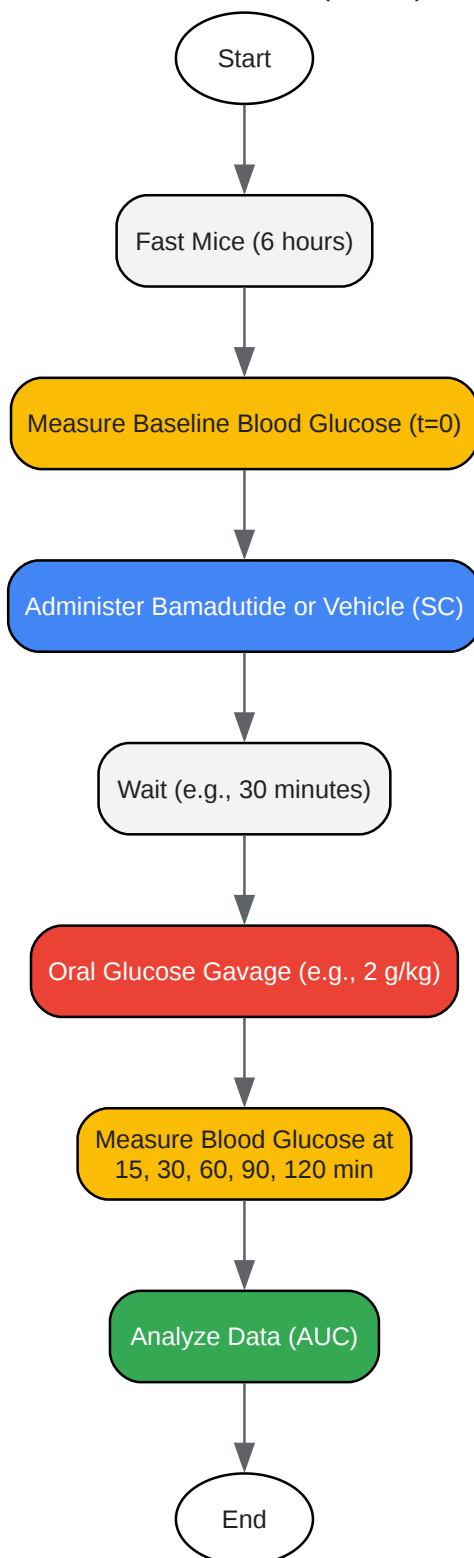 Start
Fast Mice (6 hours)
Measure Baseline Blood Glucose (t=0)
Administer Bamadutide or Vehicle (SC)
Wait (e.g., 30 minutes)
Oral Glucose Gavage (e.g., 2 g/kg)
Measure Blood Glucose at
15, 30, 60, 90, 120 min
Analyze Data (AUC)
End